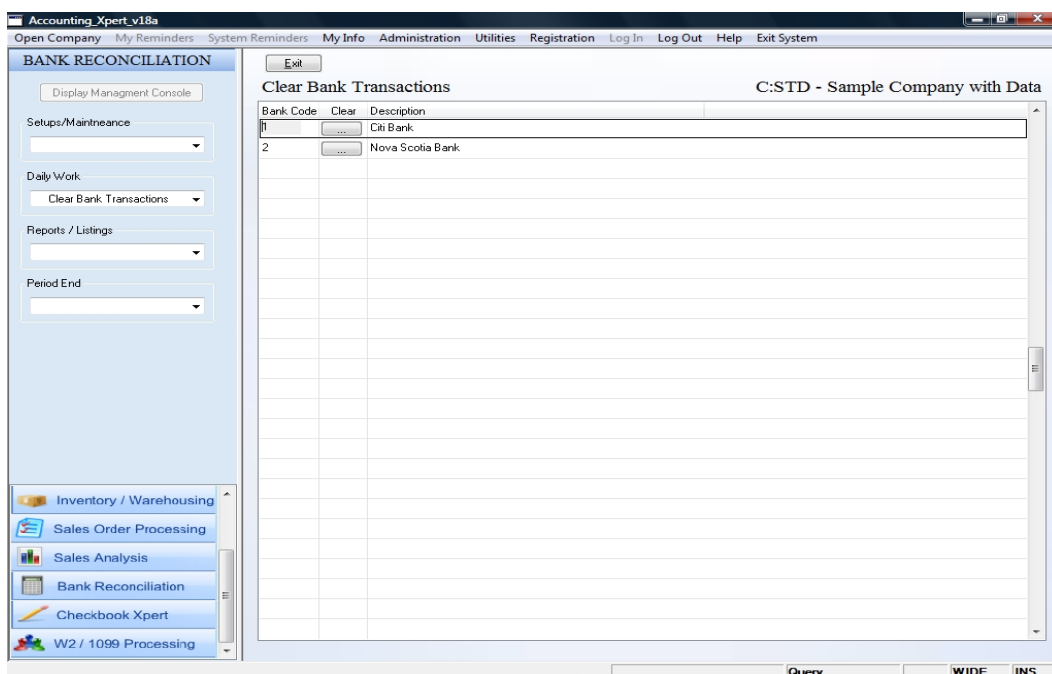 Accounting_Xpert_v18a
Open Company My Reminders System Reminders My Info Administration Utilities Registration Log In Log Out Help Exit System
BANK RECONCILIATION
Exit
Display Managment Console
Clear Bank Transactions C:STD - Sample Company with Data
Bank Code Clear Description
1 ... Citi Bank
2 ... Nova Scotia Bank
Setups/Maintneance
Daily Work
Clear Bank Transactions
Reports / Listings
Period End
Inventory / Warehousing
Sales Order Processing
Sales Analysis
Bank Reconciliation
Checkbook Xpert
W2 / 1099 Processing
Query WIDE INS